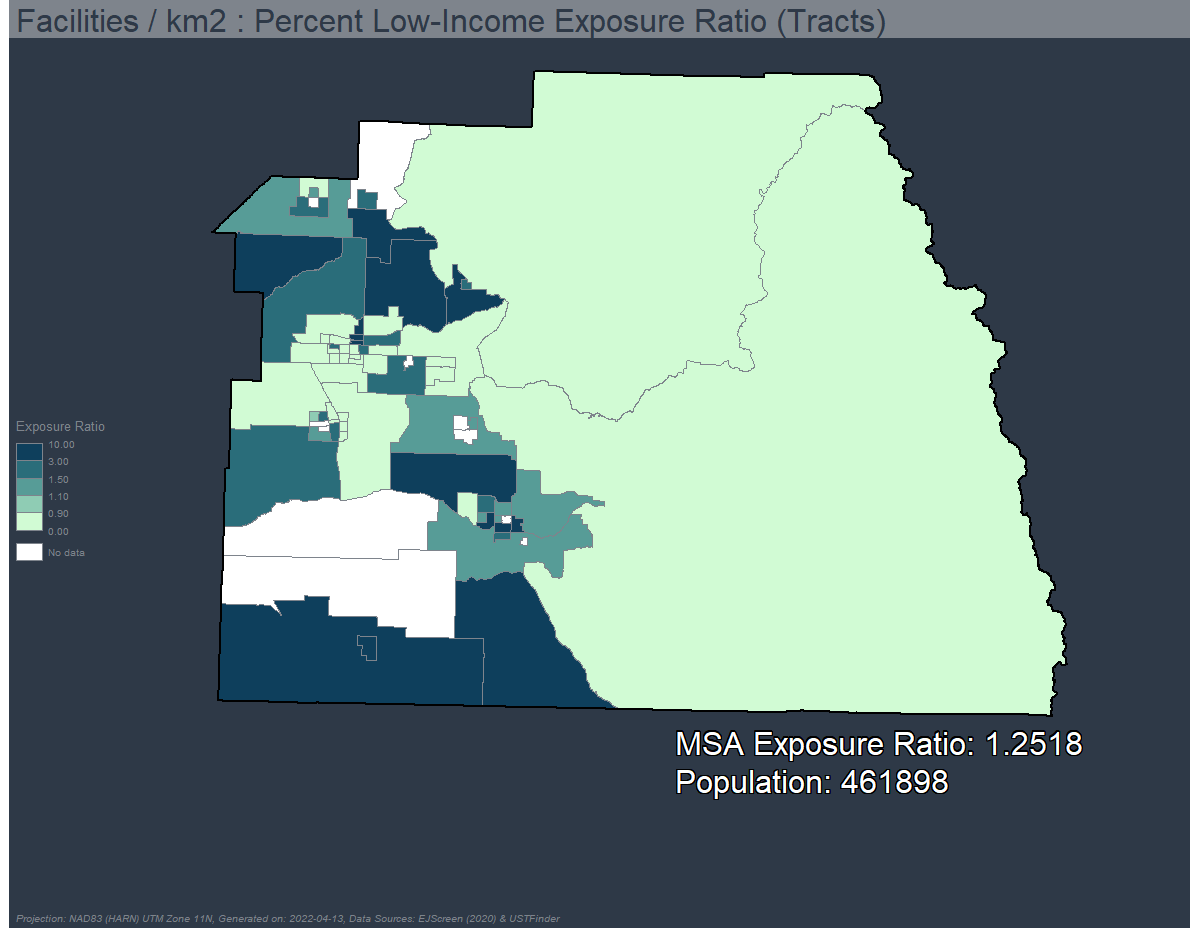 Facilities / km2 : Percent Low-Income Exposure Ratio (Tracts)
Exposure Ratio
10.00
3.00
1.50
1.10
0.90
0.00
No data
MSA Exposure Ratio: 1.2518
Population: 461898
Projection: NAD83 (HARN) UTM Zone 11N, Generated on: 2022-04-13, Data Sources: EJScreen (2020) & USTFinder